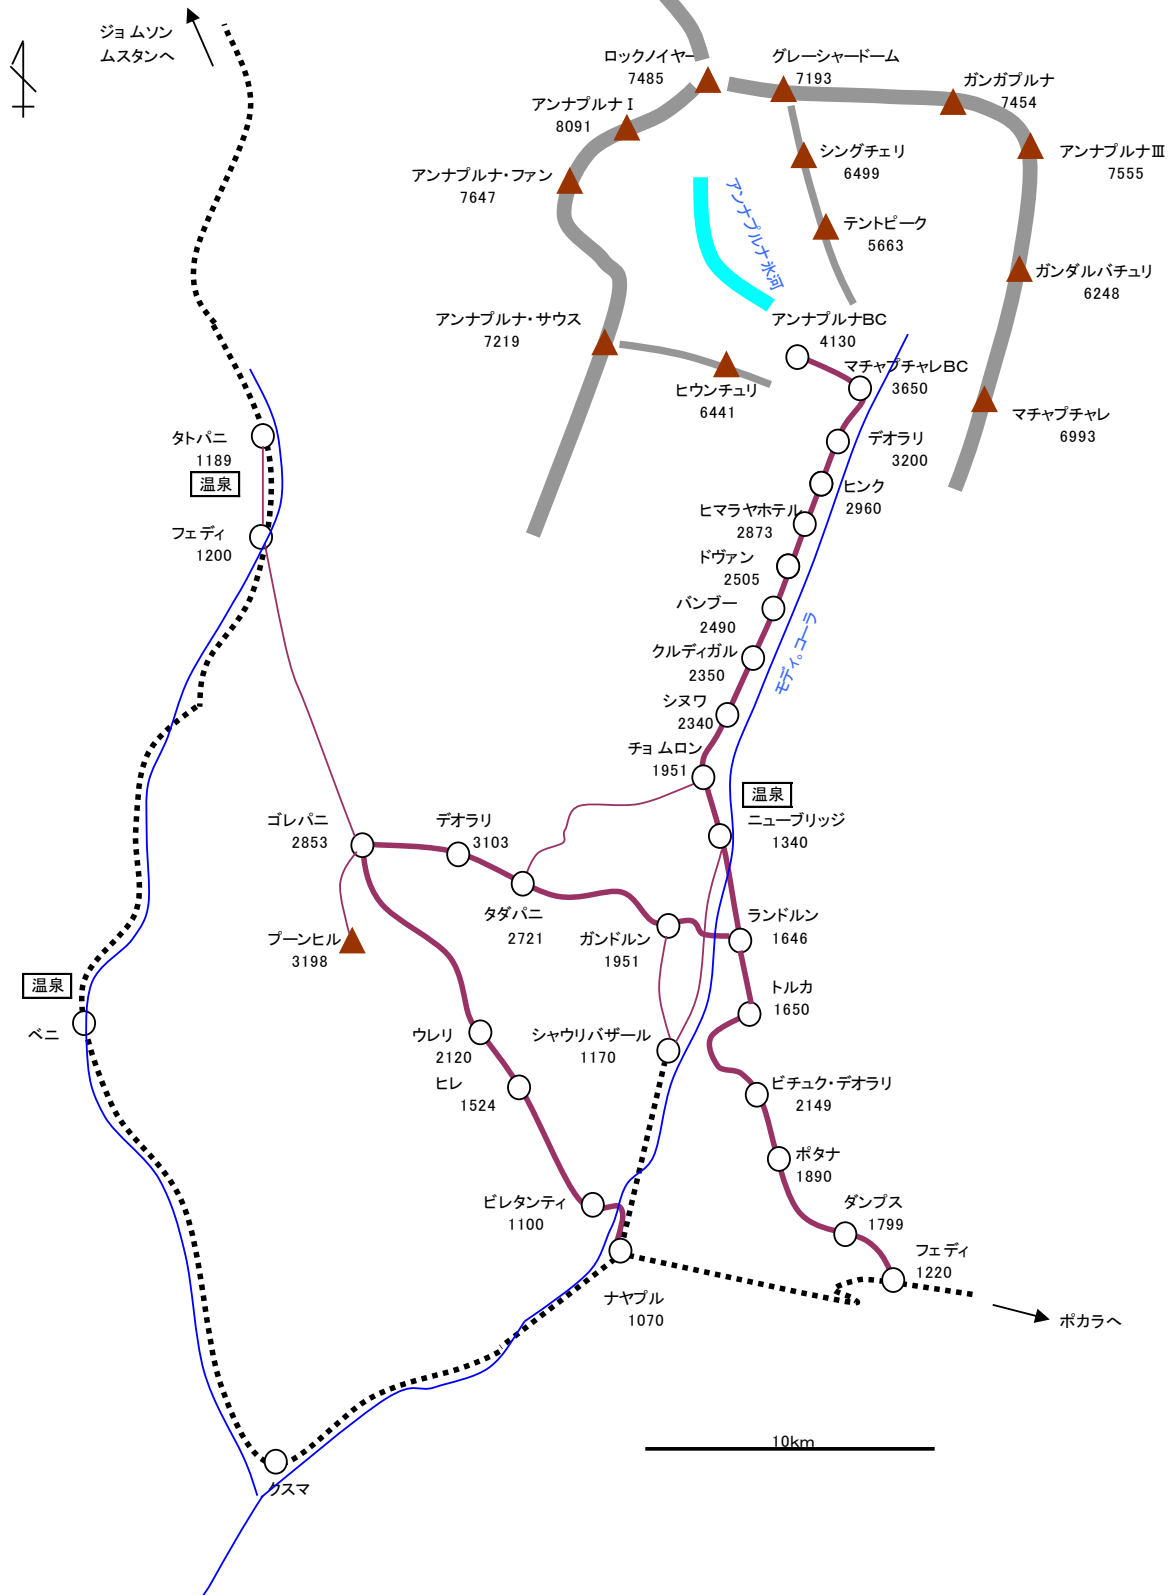 ジョムソン
ムスタンへ
ロックノイヤー
7485
グレーシャードーム
7193
ガンガプルナ
7454
アンナプルナⅠ
8091
アンナプルナⅢ
7555
シングチェリ
6499
アンナプルナ・ファン
7647
アンナプルナ氷河
テントピーク
5663
ガンダルバチュリ
6248
アンナプルナ・サウス
7219
アンナプルナBC
4130
マチャプチャレBC
3650
ヒウンチュリ
6441
マチャプチャレ
6993
タトパニ
1189
温泉
デオラリ
3200
ヒンク
2960
ヒマラヤホテル
2873
フェディ
1200
ドヴァン
2505
バンブー
2490
モディ。コーラ
クルディガル
2350
シヌワ
2340
チョムロン
1951
温泉
ニューブリッジ
1340
ゴレパニ
2853
デオラリ
3103
タダパニ
2721
ガンドルン
1951
ランドルン
1646
プーンヒル
3198
温泉
ベニ
トルカ
1650
ウレリ
2120
シャウリバザール
1170
ヒレ
1524
ビチュク・デオラリ
2149
ポタナ
1890
ビレタンティ
1100
ダンプス
1799
フェディ
1220
ナヤプル
1070
ポカラへ
10km
クスマ